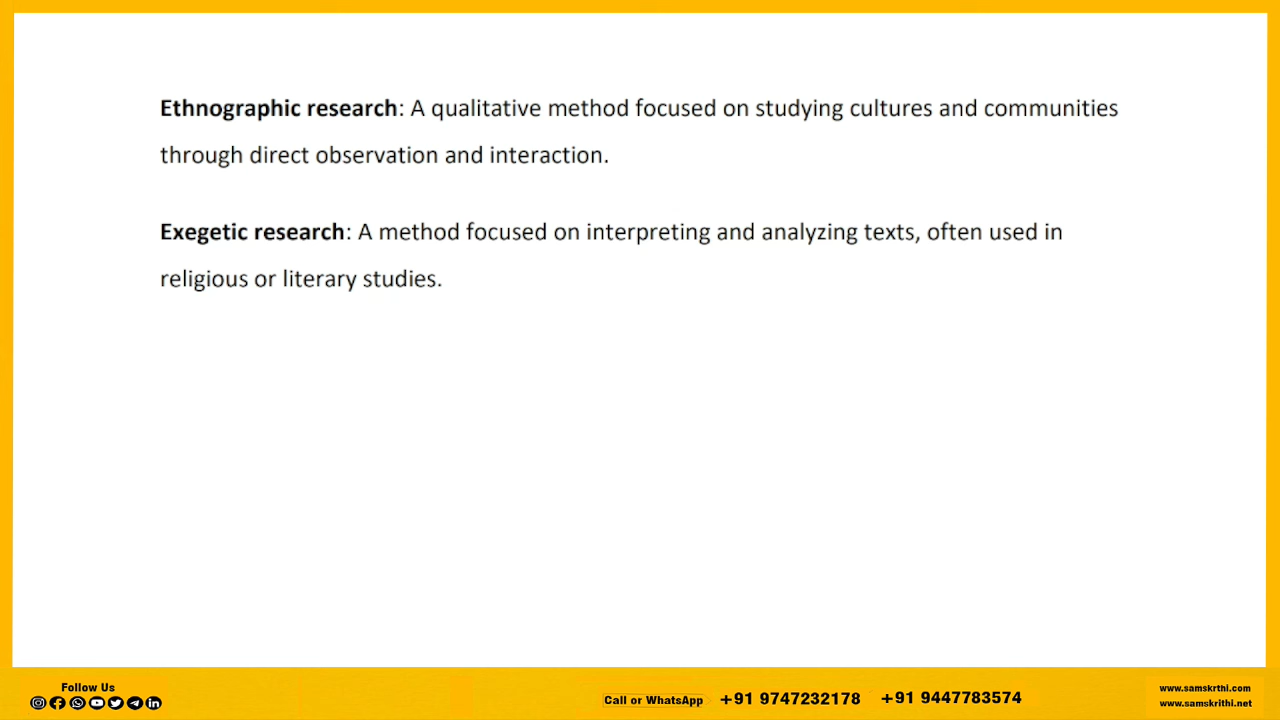 Ethnographic research: A qualitative method focused on studying cultures and communities
through direct observation and interaction.
Exegetic research: A method focused on interpreting and analyzing texts, often used in
religious or literary studies.
Follow Us
Call or WhatsApp +91 9747232178 +91 9447783574
www.samskrthi.com
www.samskrithi.net